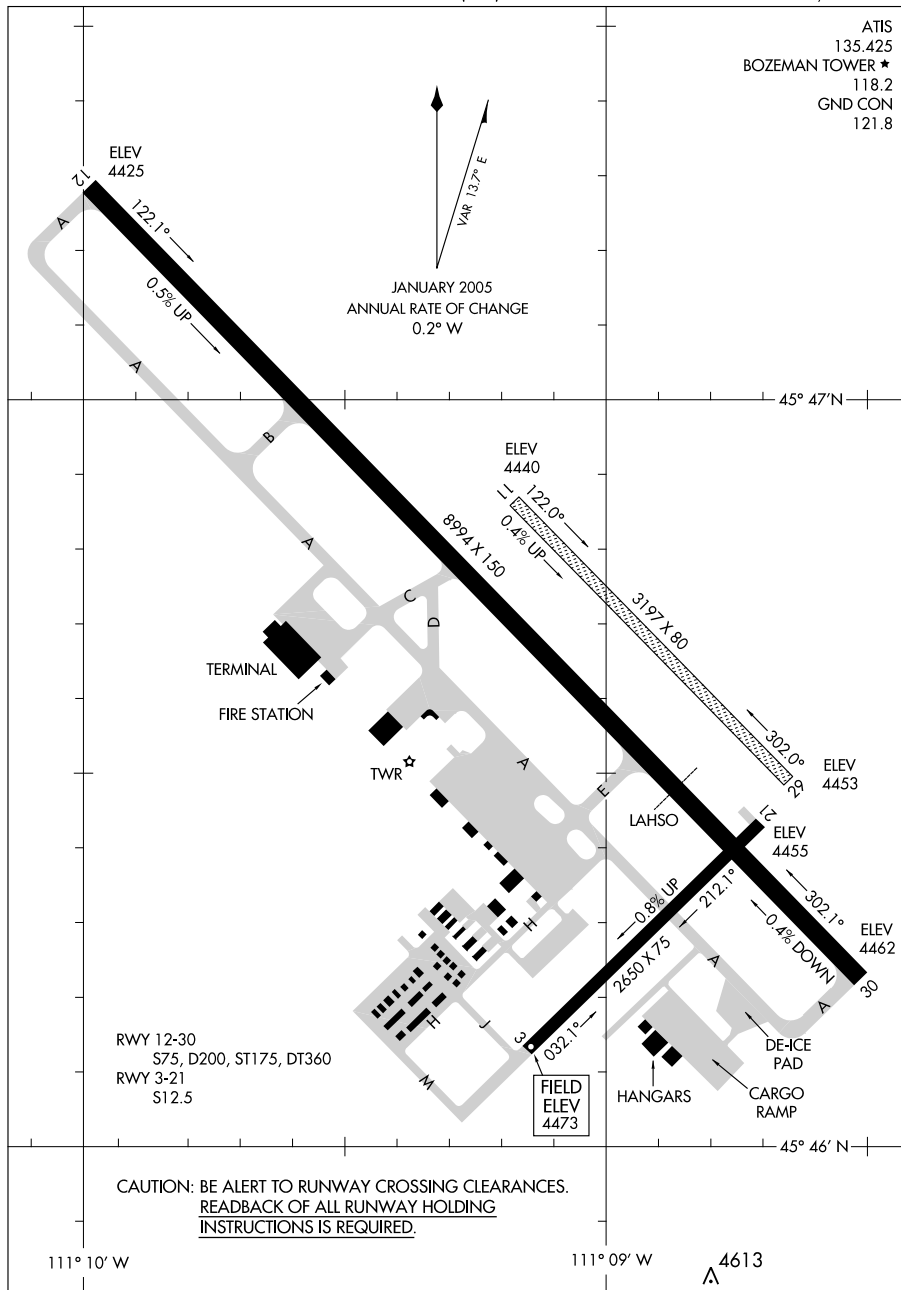 ATIS
135.425
BOZEMAN TOWER ★
118.2
GND CON
121.8
ELEV
4425
12
A
122.1°
0.5% UP
VAR 13.7° E
JANUARY 2005
ANNUAL RATE OF CHANGE
0.2° W
A
45° 47'N
B
ELEV
4440
11
122.0°
0.4% UP
8994 X 150
A
3197 X 80
C
D
TERMINAL
FIRE STATION
TWR
A
E
302.0°
29
ELEV
4453
LAHSO
21
ELEV
4455
0.8% UP
212.1°
302.1°
0.4% DOWN
ELEV
4462
30
2650 X 75
H
A
A
H
J
M
3
032.1°
RWY 12-30
S75, D200, ST175, DT360
RWY 3-21
S12.5
FIELD
ELEV
4473
HANGARS
CARGO
RAMP
DE-ICE
PAD
45° 46' N
CAUTION: BE ALERT TO RUNWAY CROSSING CLEARANCES.
READBACK OF ALL RUNWAY HOLDING
INSTRUCTIONS IS REQUIRED.
111° 10' W
111° 09' W
4613